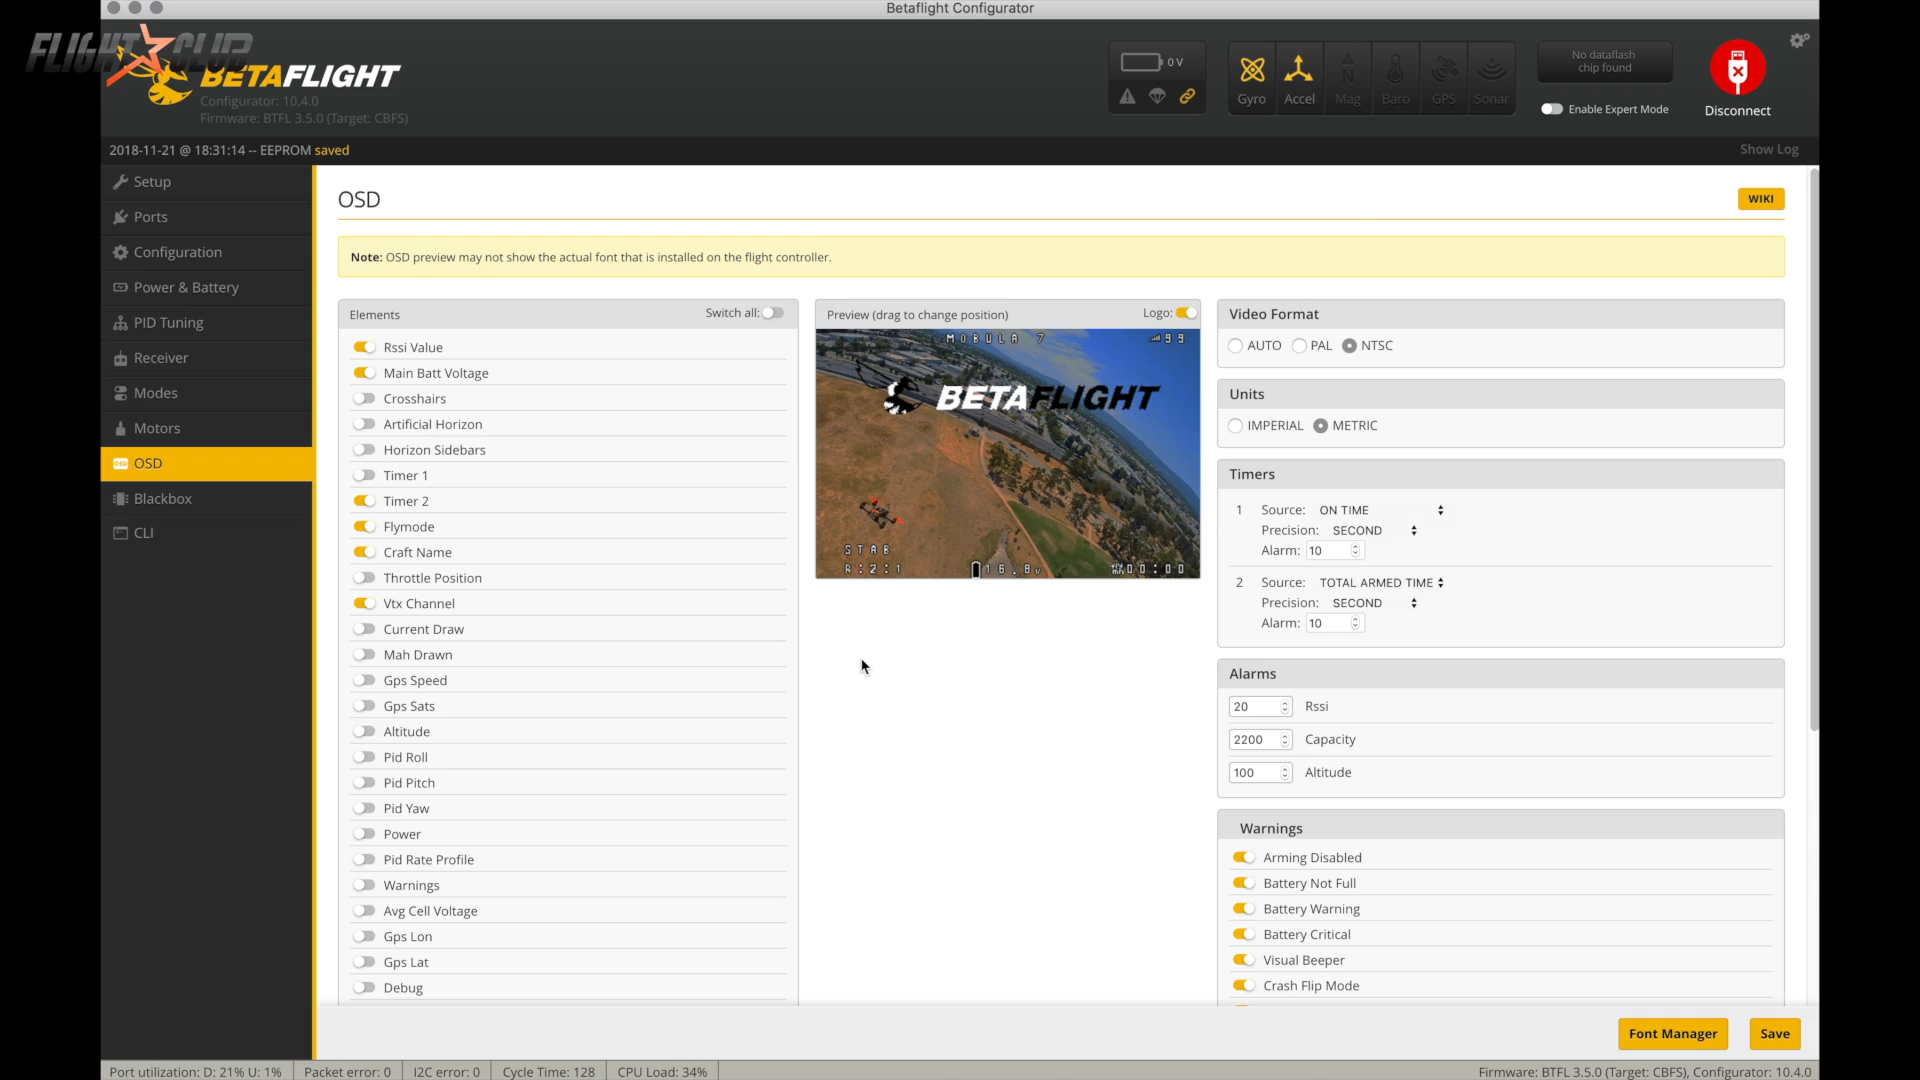 Betaflight Configurator
FLIGHT CLUB
BETAFLIGHT
Configurator: 10.4.0
Firmware: BTFL 3.5.0 (Target: CBFS)
0 V
Gyro
Accel
Mag
Baro
GPS
Sonar
No dataflash
chip found
Enable Expert Mode
Disconnect
2018-11-21 @ 18:31:14 -- EEPROM saved
Show Log
Setup
Ports
Configuration
Power & Battery
PID Tuning
Receiver
Modes
Motors
OSD
Blackbox
CLI
OSD
WIKI
Note: OSD preview may not show the actual font that is installed on the flight controller.
Elements
Switch all:
Rssi Value
Main Batt Voltage
Crosshairs
Artificial Horizon
Horizon Sidebars
Timer 1
Timer 2
Flymode
Craft Name
Throttle Position
Vtx Channel
Current Draw
Mah Drawn
Gps Speed
Gps Sats
Altitude
Pid Roll
Pid Pitch
Pid Yaw
Power
Pid Rate Profile
Warnings
Avg Cell Voltage
Gps Lon
Gps Lat
Debug
Preview (drag to change position)
Logo:
MOBULA 7
99
BETAFLIGHT
STAB
R:2:1
16.8v
00:00
Video Format
AUTO
PAL
NTSC
Units
IMPERIAL
METRIC
Timers
1 Source: ON TIME
Precision: SECOND
Alarm: 10
2 Source: TOTAL ARMED TIME
Precision: SECOND
Alarm: 10
Alarms
20 Rssi
2200 Capacity
100 Altitude
Warnings
Arming Disabled
Battery Not Full
Battery Warning
Battery Critical
Visual Beeper
Crash Flip Mode
Font Manager
Save
Port utilization: D: 21% U: 1%
Packet error: 0
I2C error: 0
Cycle Time: 128
CPU Load: 34%
Firmware: BTFL 3.5.0 (Target: CBFS), Configurator: 10.4.0